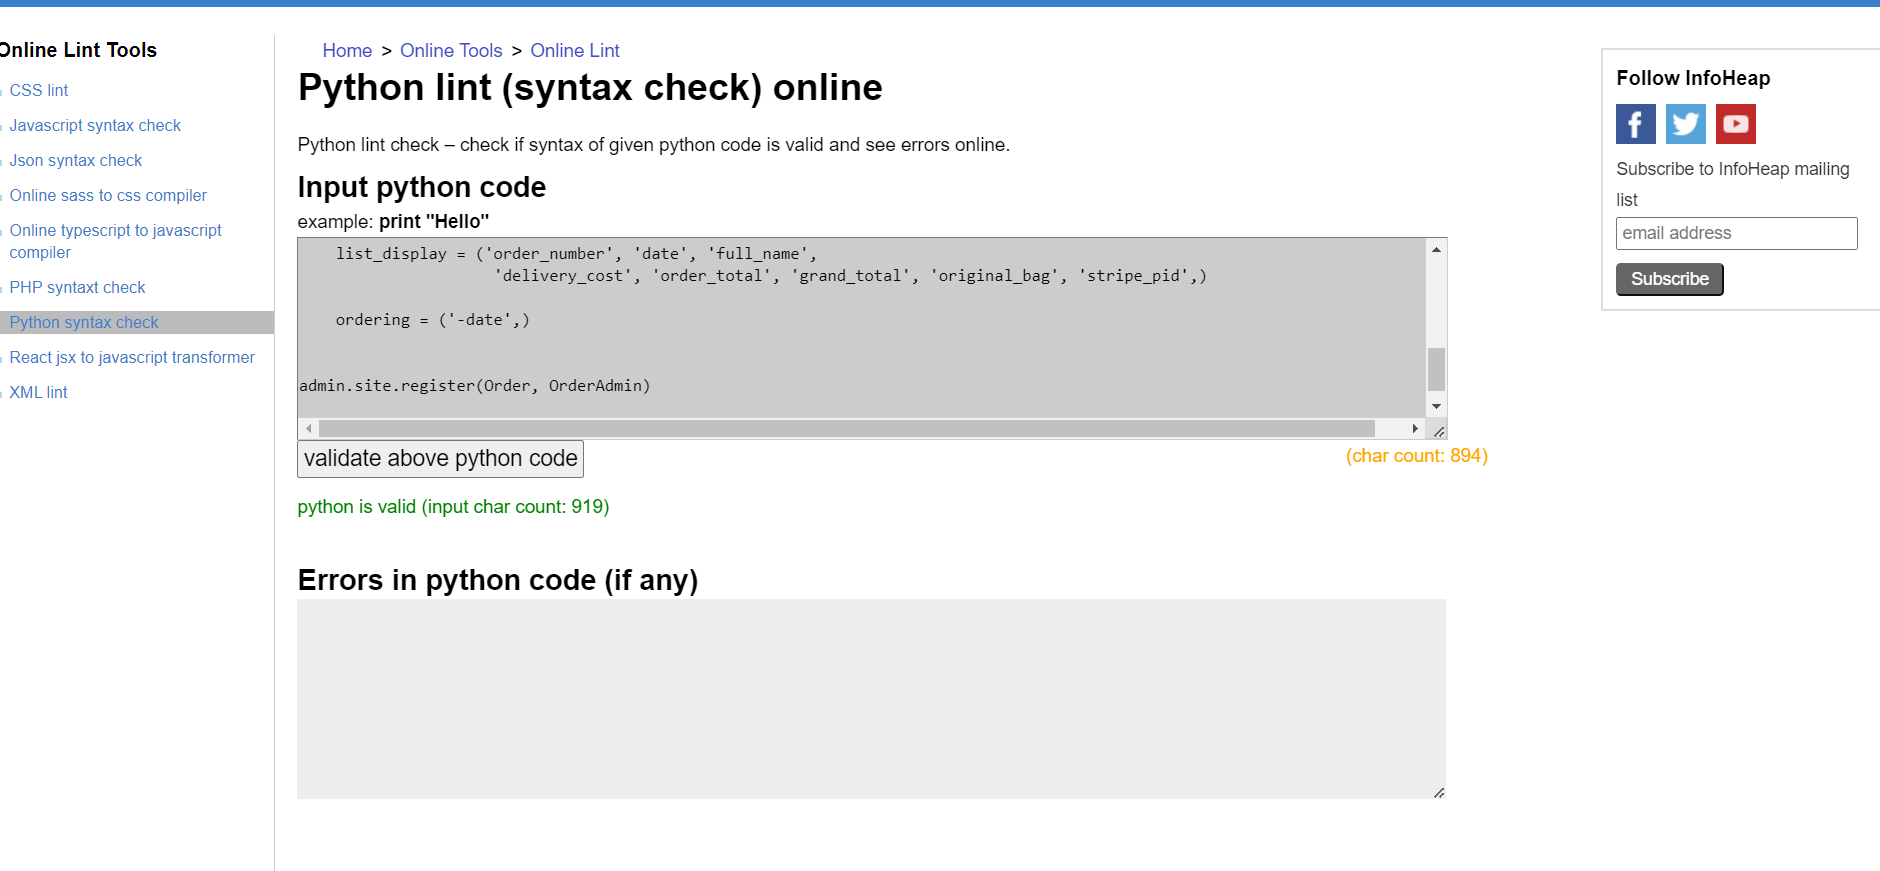 Online Lint Tools
CSS lint
Javascript syntax check
Json syntax check
Online sass to css compiler
Online typescript to javascript
compiler
PHP syntaxt check
Python syntax check
React jsx to javascript transformer
XML lint
Home > Online Tools > Online Lint
Python lint (syntax check) online
Python lint check – check if syntax of given python code is valid and see errors online.
Input python code
example: print "Hello"
list_display = ('order_number', 'date', 'full_name',
'delivery_cost', 'order_total', 'grand_total', 'original_bag', 'stripe_pid',)
ordering = ('-date',)
admin.site.register(Order, OrderAdmin)
validate above python code
(char count: 894)
python is valid (input char count: 919)
Errors in python code (if any)
Follow InfoHeap
Subscribe to InfoHeap mailing
list
email address
Subscribe